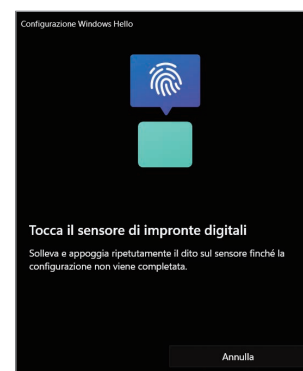 Configurazione Windows Hello
Tocca il sensore di impronte digitali
Solleva e appoggia ripetutamente il dito sul sensore finché la
configurazione non viene completata.
Annulla